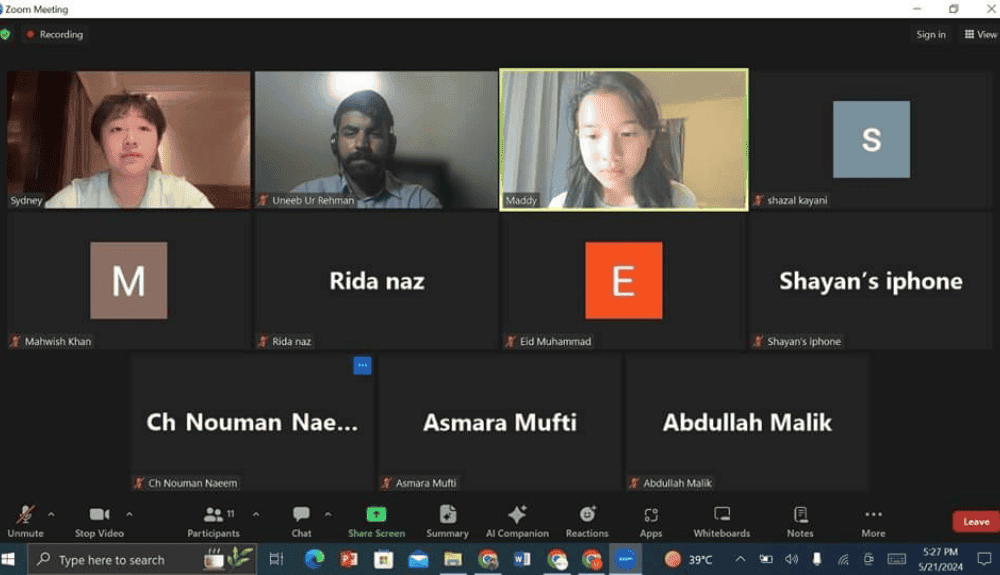 Zoom Meeting
Recording
Sign in
View
Sydney
Uneeb Ur Rehman
Maddy
S
shazal kayani
M
Mahwish Khan
Rida naz
Rida naz
E
Eid Muhammad
Shayan's iphone
Shayan's iphone
Ch Nouman Nae...
Ch Nouman Naeem
Asmara Mufti
Asmara Mufti
Abdullah Malik
Abdullah Malik
Unmute
Stop Video
Participants
11
Chat
Share Screen
Summary
AI Companion
Reactions
Apps
Whiteboards
Notes
More
Leave
Type here to search
39°C
5:27 PM
5/21/2024